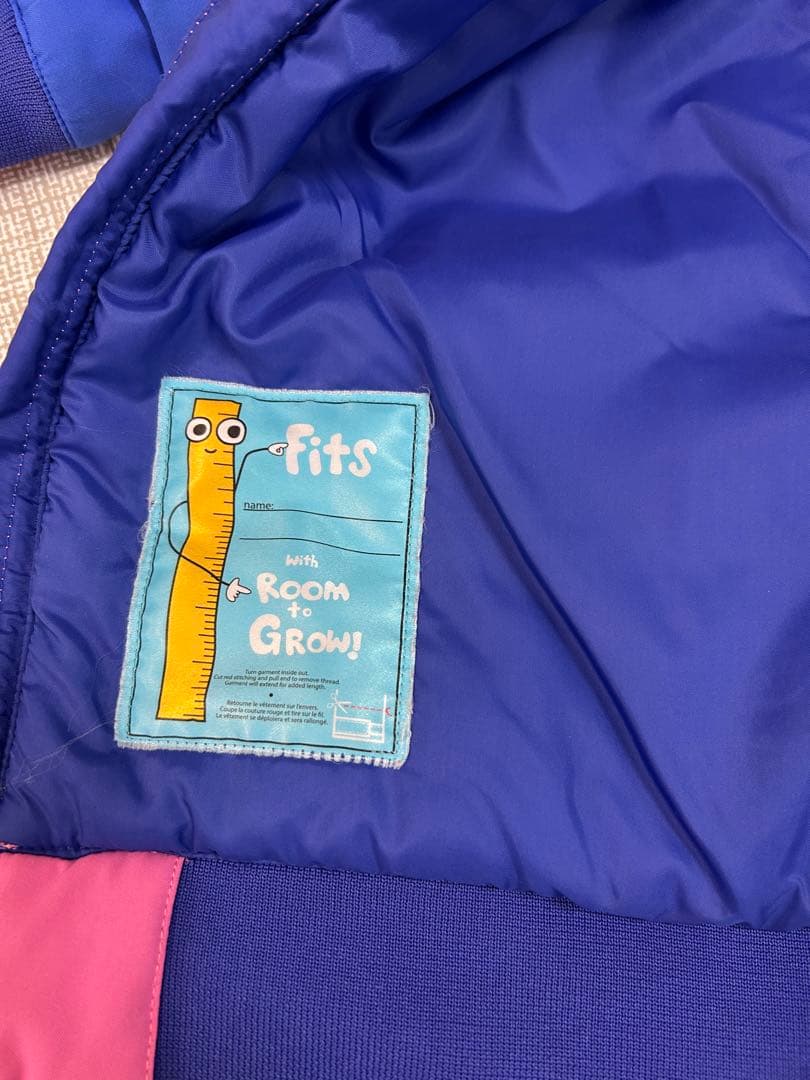 Fits
name:
with
ROOM
to
GROW!
Turn garment inside out.
Cut red stitching and pull end to remove thread.
Garment will extend for added length.
•
Retourne le vêtement sur l'envers.
Coupe la couture rouge et tire sur le fil.
Le vêtement se déploiera et sera rallongé.